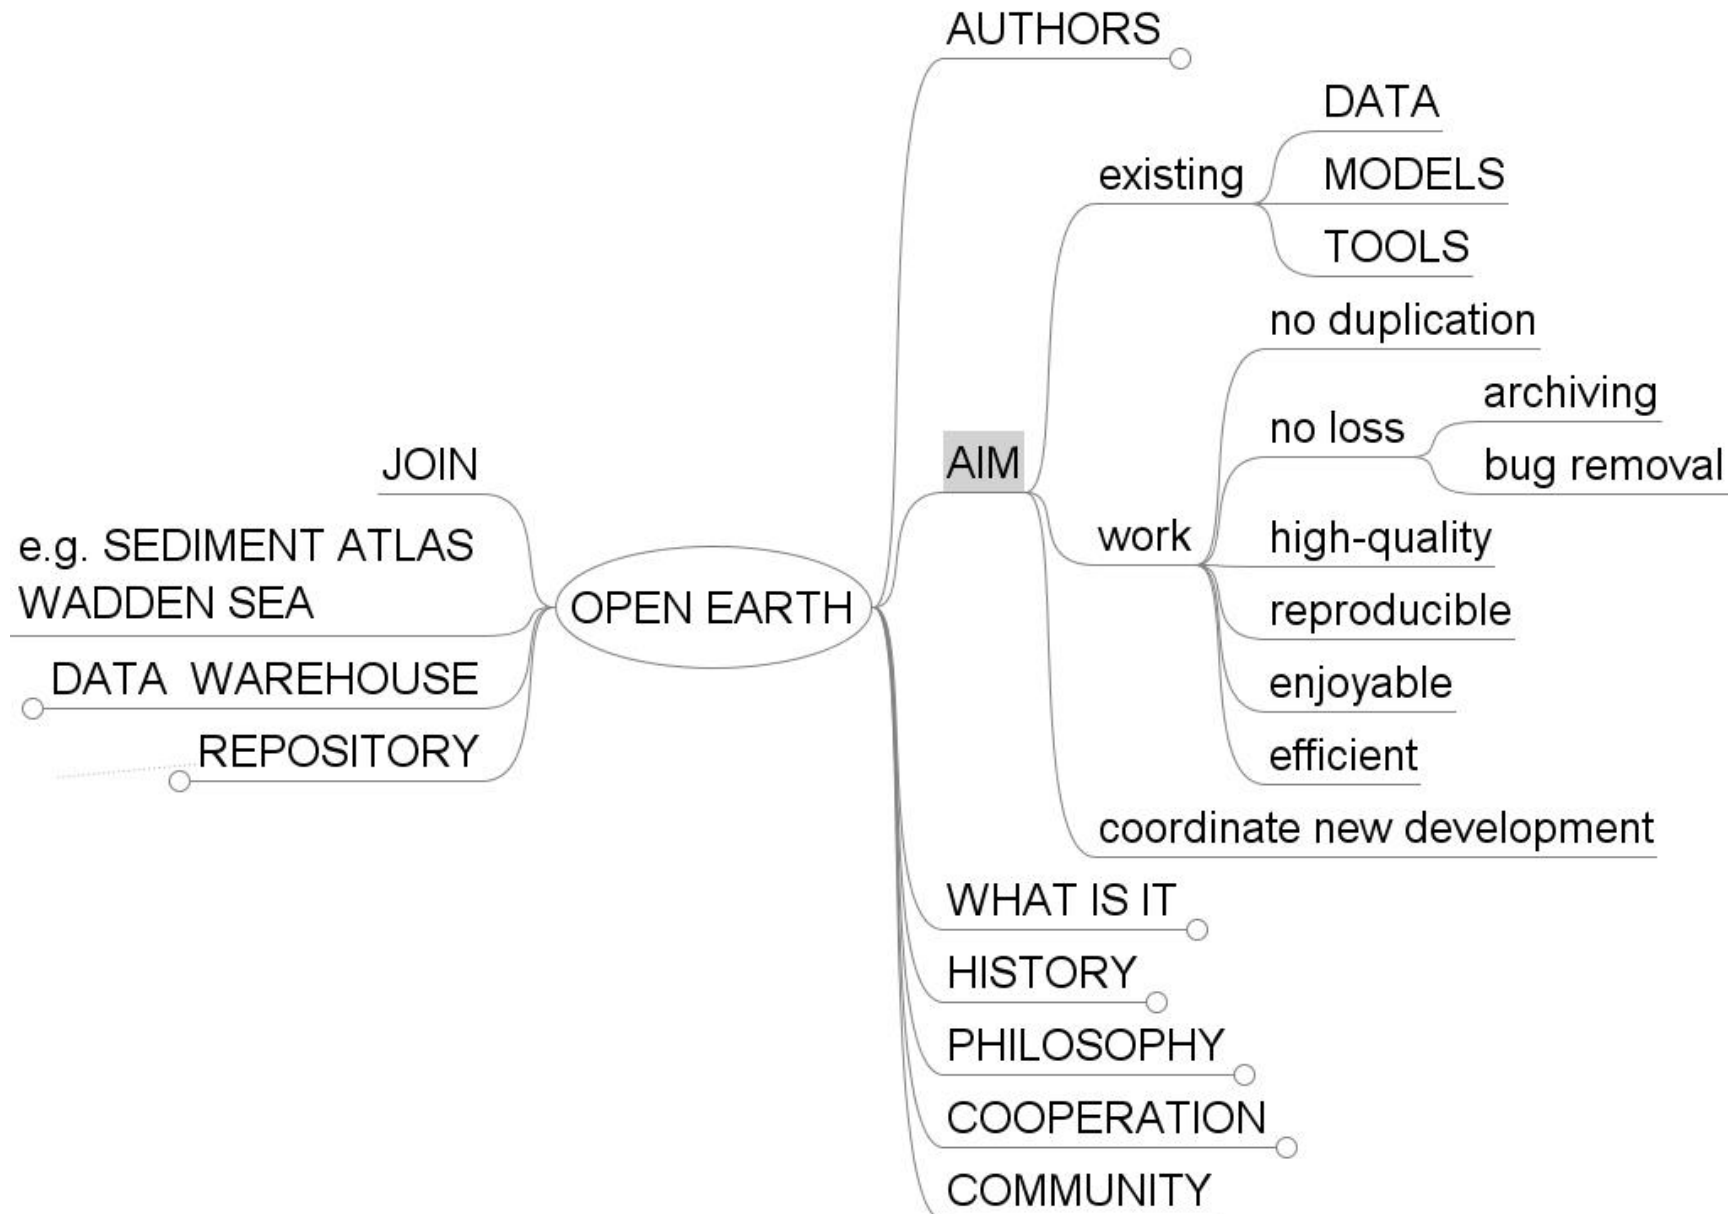 AUTHORS
DATA
existing
MODELS
TOOLS
no duplication
archiving
no loss
bug removal
AIM
work
high-quality
reproducible
enjoyable
efficient
coordinate new development
JOIN
e.g. SEDIMENT ATLAS
WADDEN SEA
OPEN EARTH
DATA  WAREHOUSE
REPOSITORY
WHAT IS IT
HISTORY
PHILOSOPHY
COOPERATION
COMMUNITY